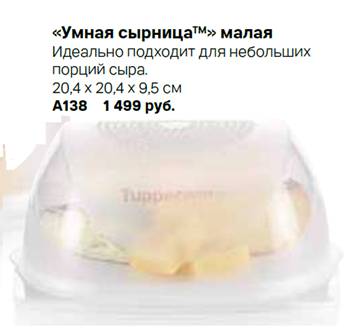 «Умная сырница™» малая
Идеально подходит для небольших
порций сыра.
20,4 x 20,4 x 9,5 см
А138 1 499 руб.
Tupperware